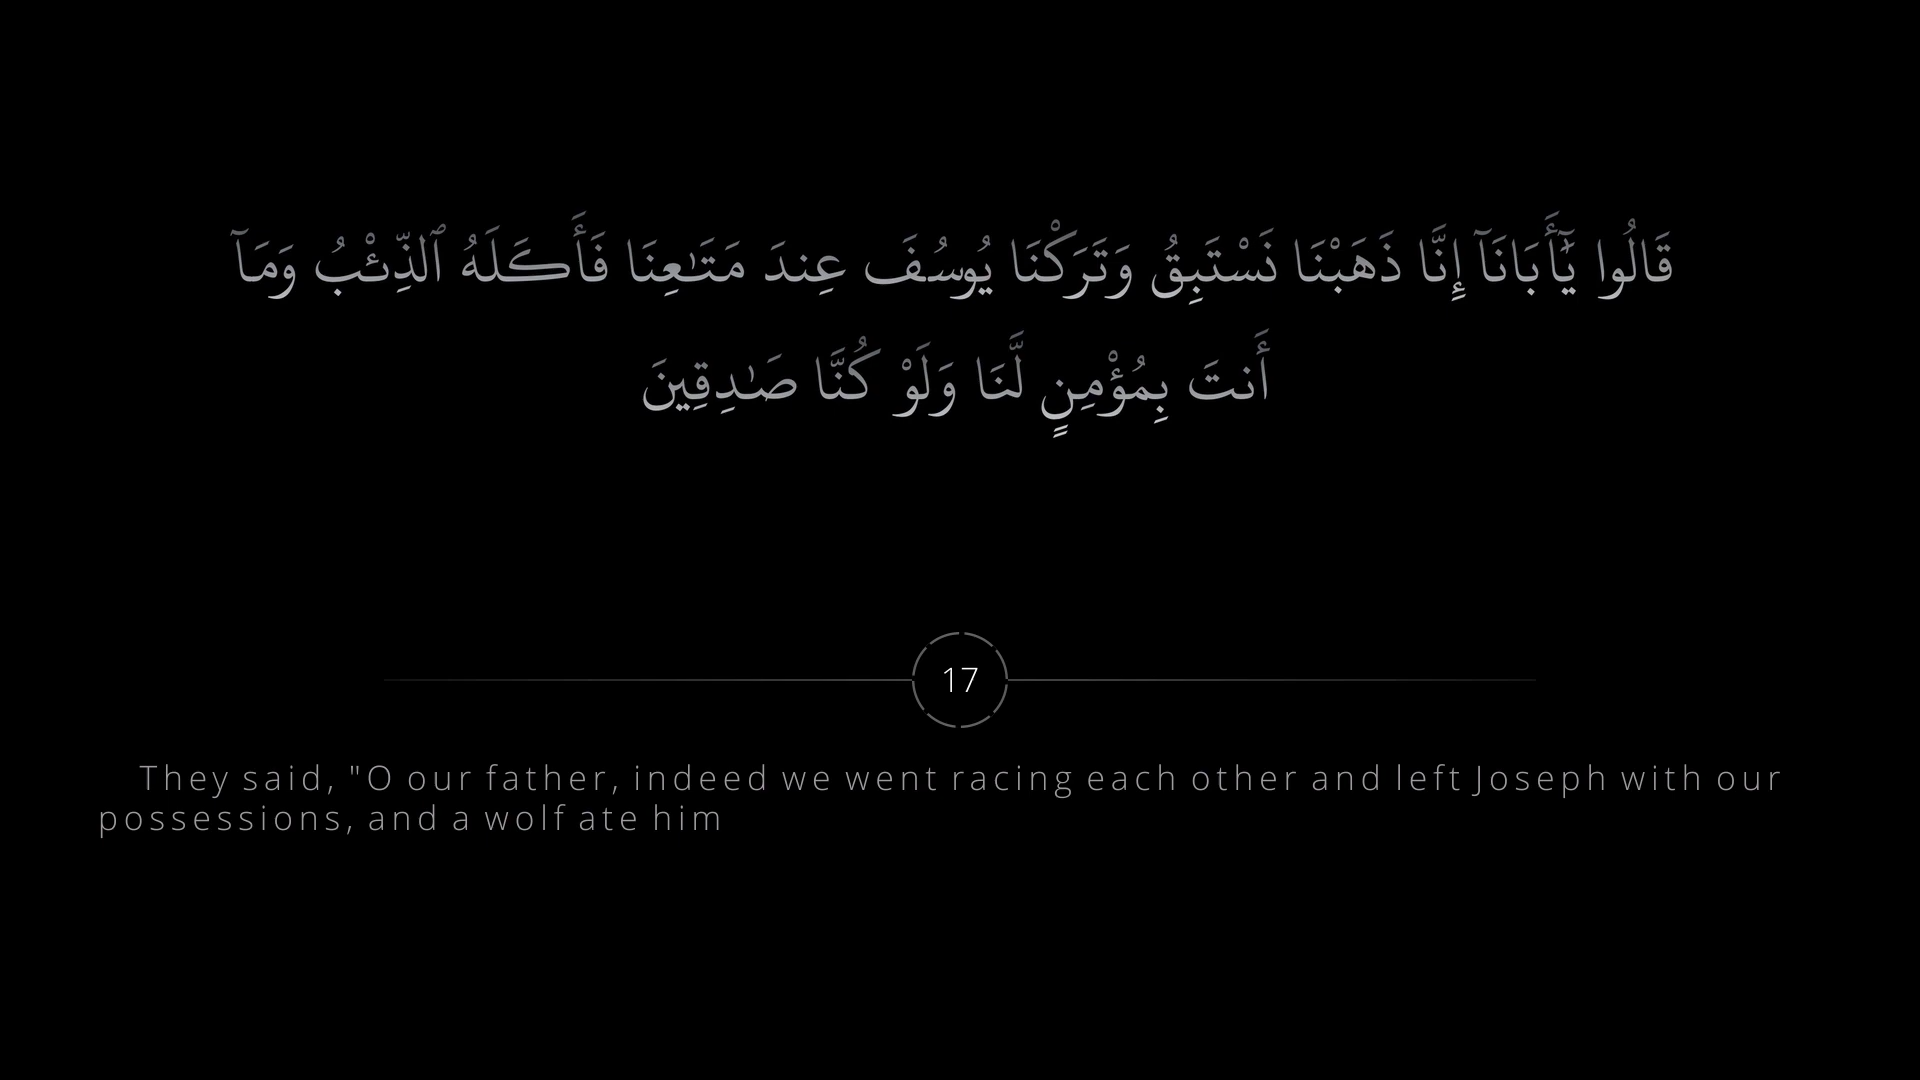 قَالُوا يَٰٓأَبَانَآ إِنَّا ذَهَبْنَا نَسْتَبِقُ وَتَرَكْنَا يُوسُفَ عِندَ مَتَٰعِنَا فَأَكَلَهُ ٱلذِّئْبُ وَمَآ
أَنتَ بِمُؤْمِنٍ لَّنَا وَلَوْ كُنَّا صَٰدِقِينَ
17
They said, "O our father, indeed we went racing each other and left Joseph with our
possessions, and a wolf ate him